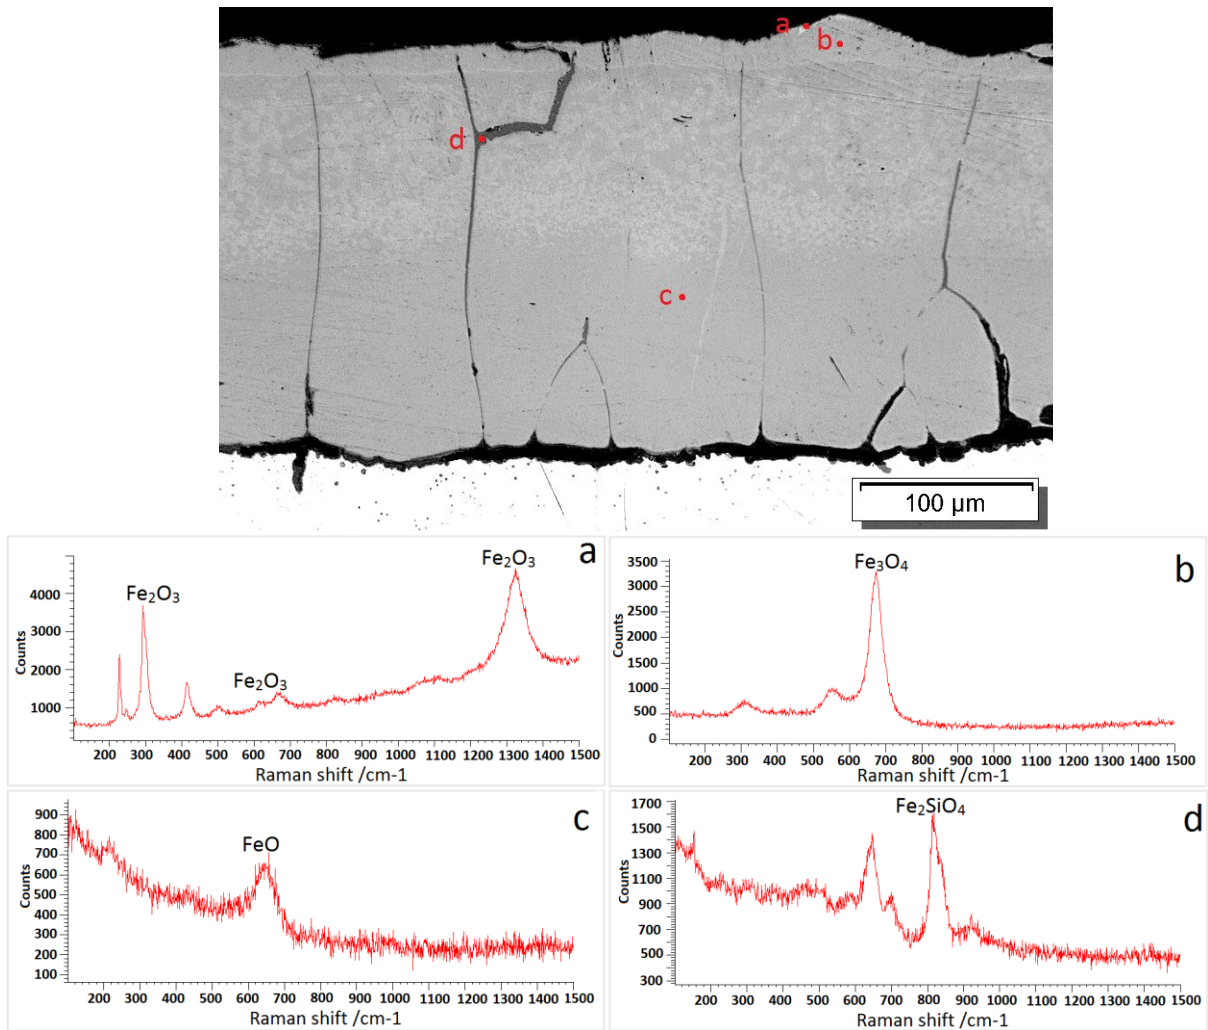 a
b
d
c
100 µm
a
Fe₂O₃
Fe₂O₃
Fe₂O₃
Counts
4000
3000
2000
1000
100 200 300 400 500 600 700 800 900 1000 1100 1200 1300 1400 1500
Raman shift /cm-1
b
Fe₃O₄
Counts
3500
3000
2500
2000
1500
1000
500
0
200 300 400 500 600 700 800 900 1000 1100 1200 1300 1400 1500
Raman shift /cm-1
c
FeO
Counts
900
800
700
600
500
400
300
200
100
200 300 400 500 600 700 800 900 1000 1100 1200 1300 1400 1500
Raman shift /cm-1
d
Fe₂SiO₄
Counts
1700
1500
1300
1100
900
700
500
300
200 300 400 500 600 700 800 900 1000 1100 1200 1300 1400 1500
Raman shift /cm-1